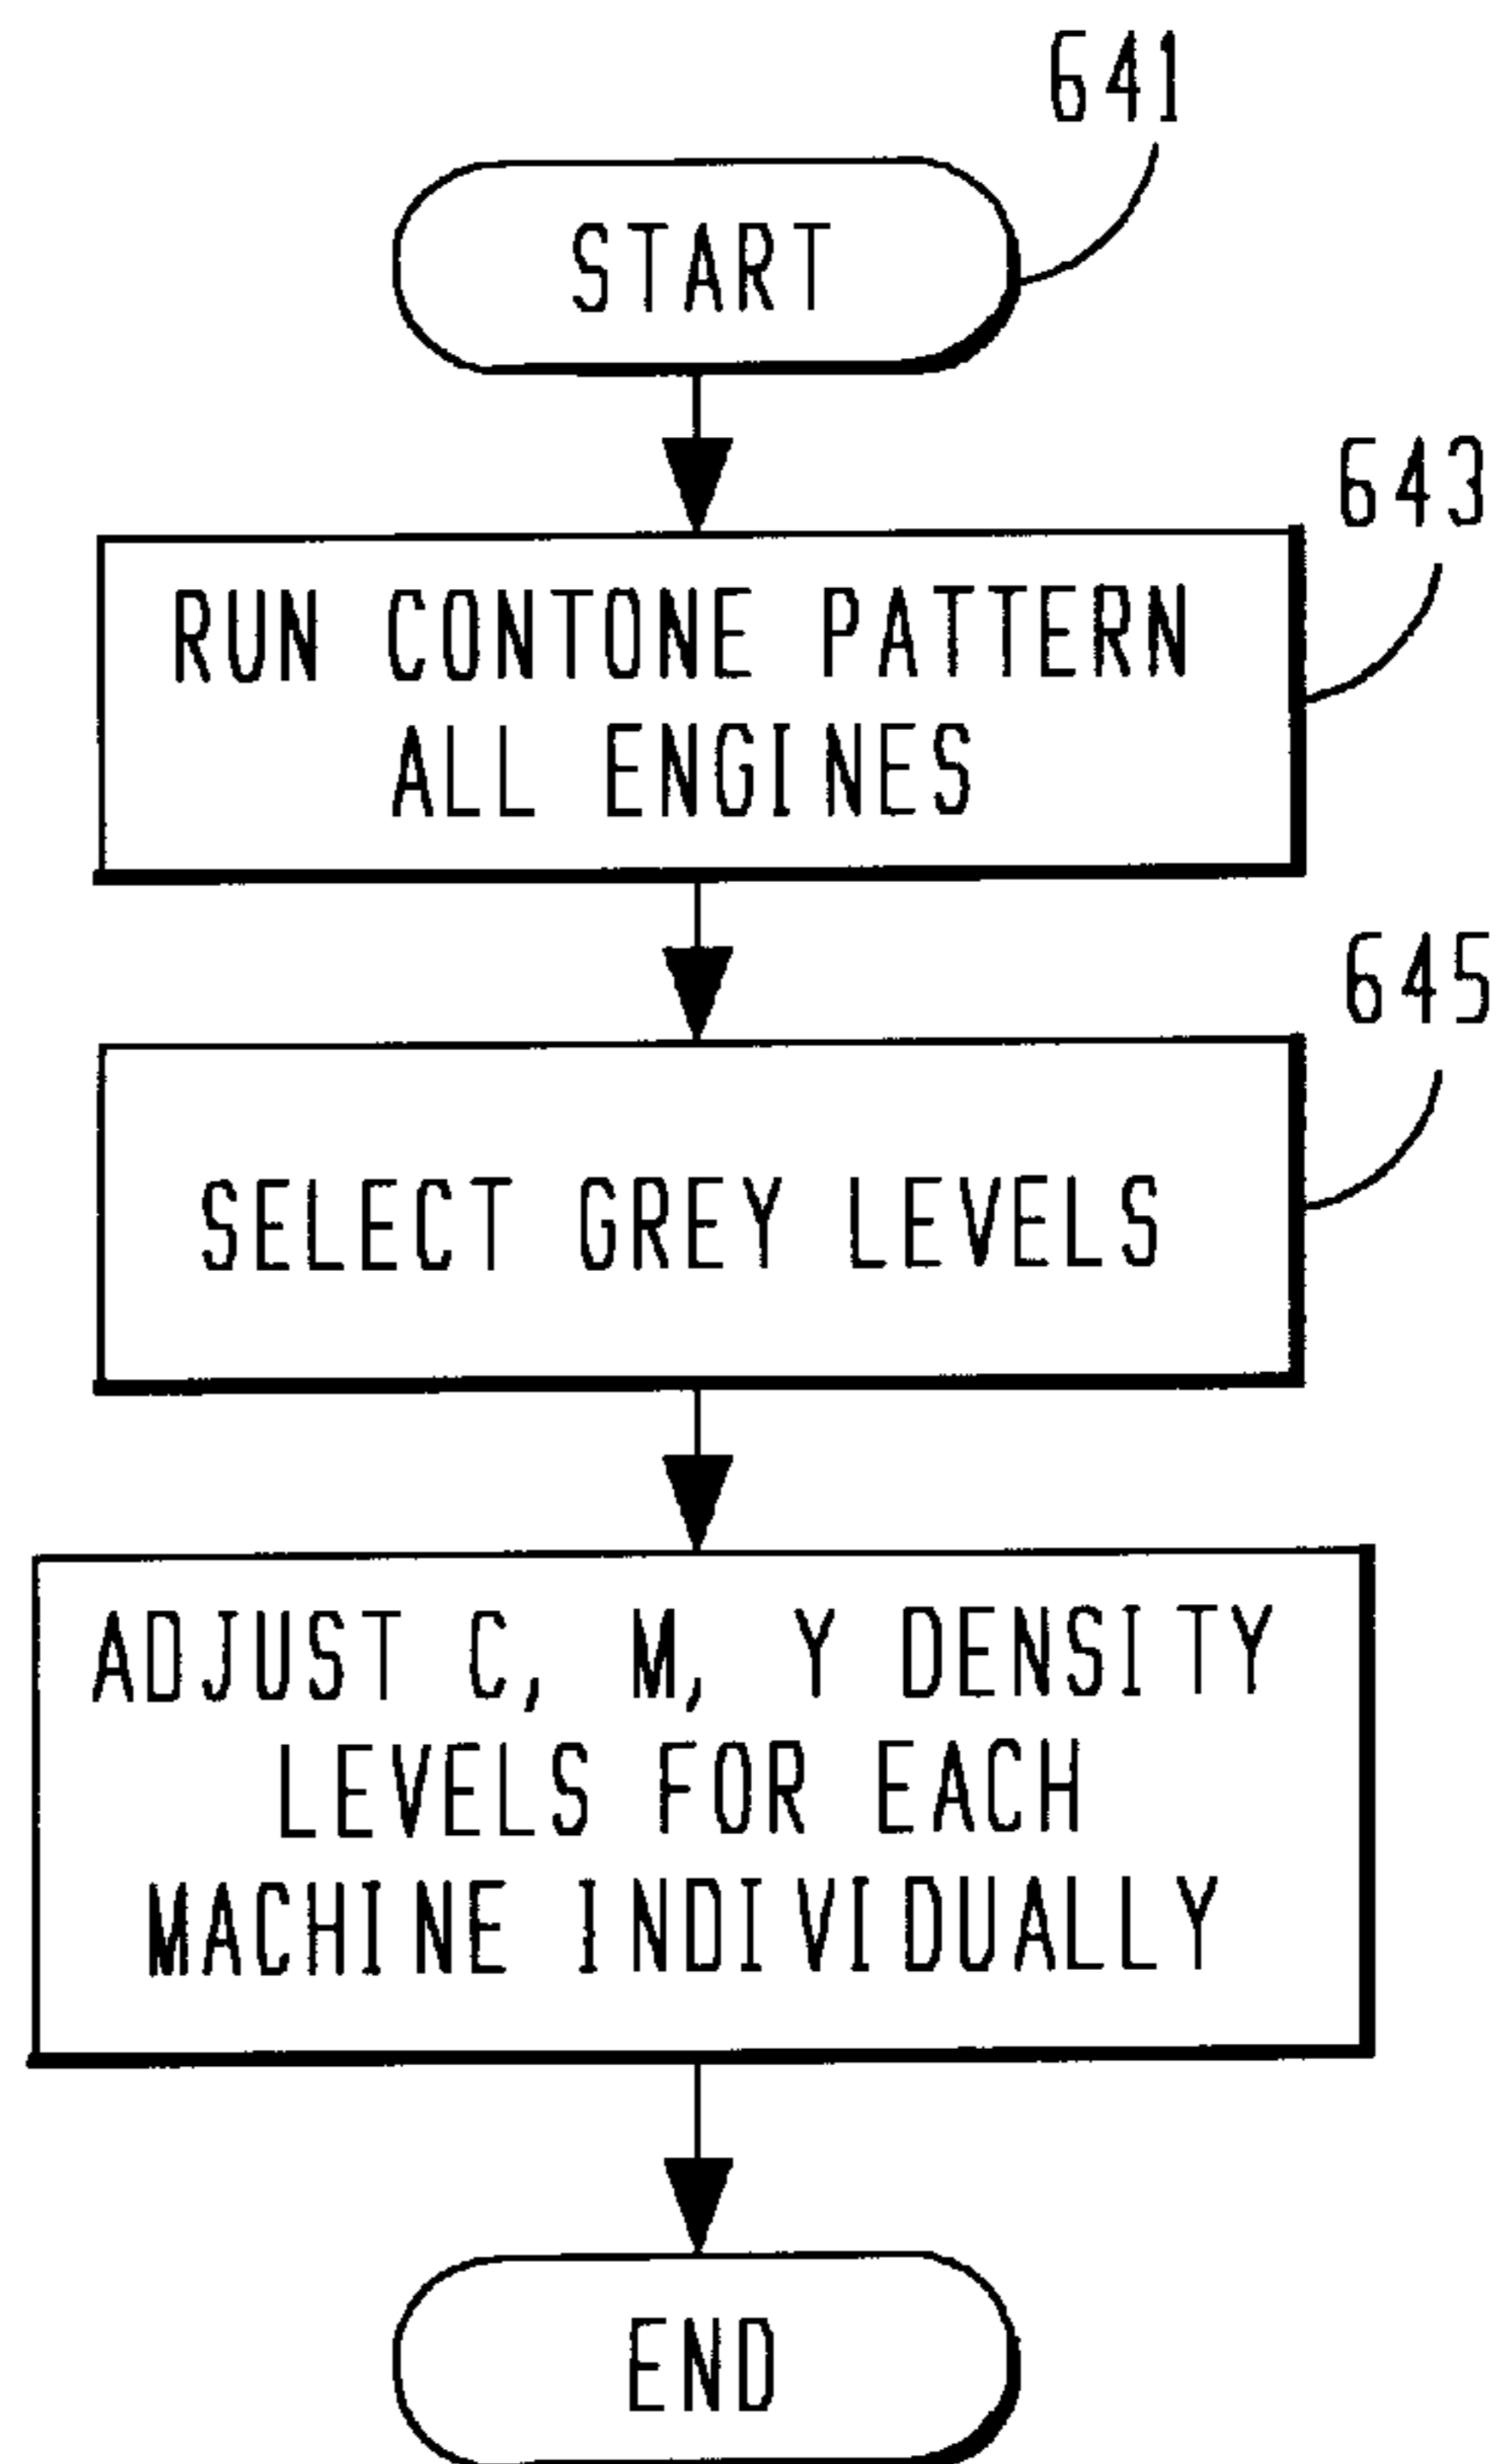 641
START
643
RUN CONTONE PATTERN
ALL ENGINES
645
SELECT GREY LEVELS
ADJUST C, M, Y DENSITY
LEVELS FOR EACH
MACHINE INDIVIDUALLY
END